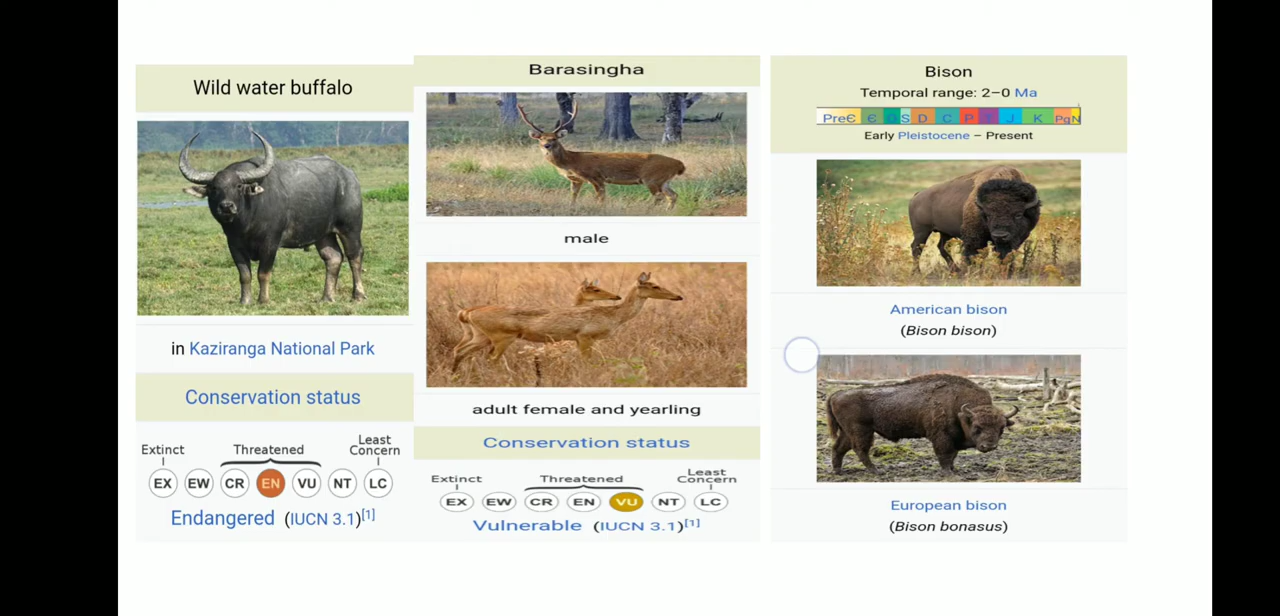 Wild water buffalo
in Kaziranga National Park
Conservation status
Extinct
Threatened
Least
Concern
EX EW CR EN VU NT LC
Endangered (IUCN 3.1)[1]
Barasingha
male
adult female and yearling
Conservation status
Extinct
Threatened
Least
Concern
EX EW CR EN VU NT LC
Vulnerable (IUCN 3.1)[1]
Bison
Temporal range: 2–0 Ma
PreЄ Є O S D C P T J K Pg N
Early Pleistocene – Present
American bison
(Bison bison)
European bison
(Bison bonasus)